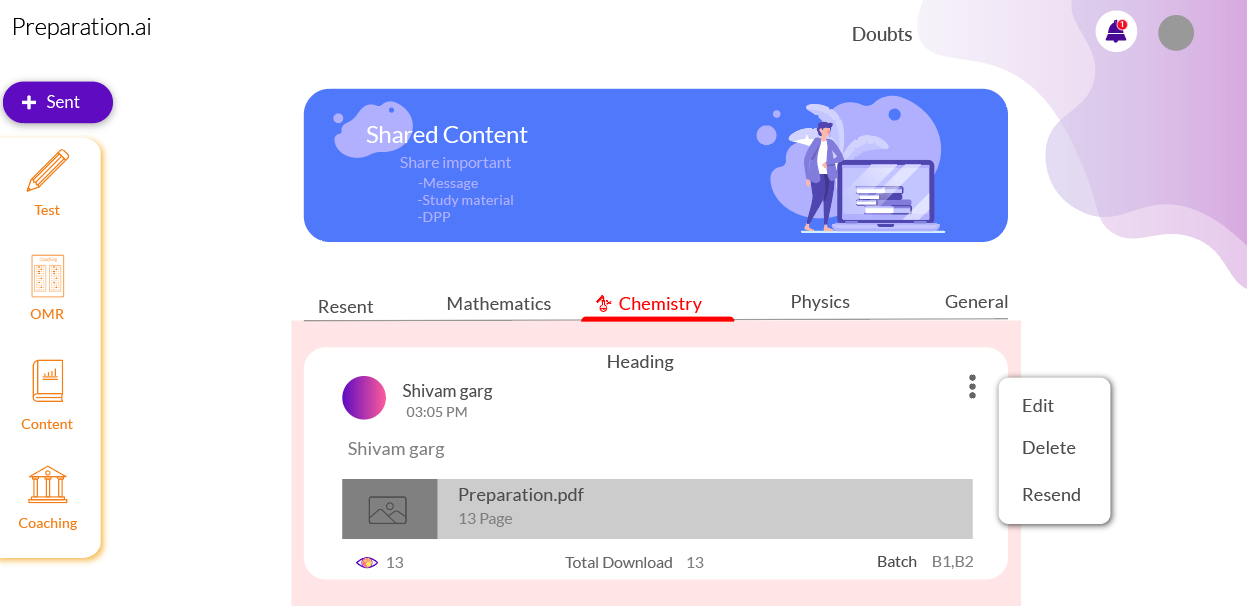 Preparation.ai
Doubts
1
Sent
Shared Content
Share important
-Message
-Study material
-DPP
Test
OMR
Content
Coaching
Resent
Mathematics
Chemistry
Physics
General
Heading
Shivam garg
03:05 PM
Shivam garg
Preparation.pdf
13 Page
13
Total Download 13
Batch B1,B2
Edit
Delete
Resend